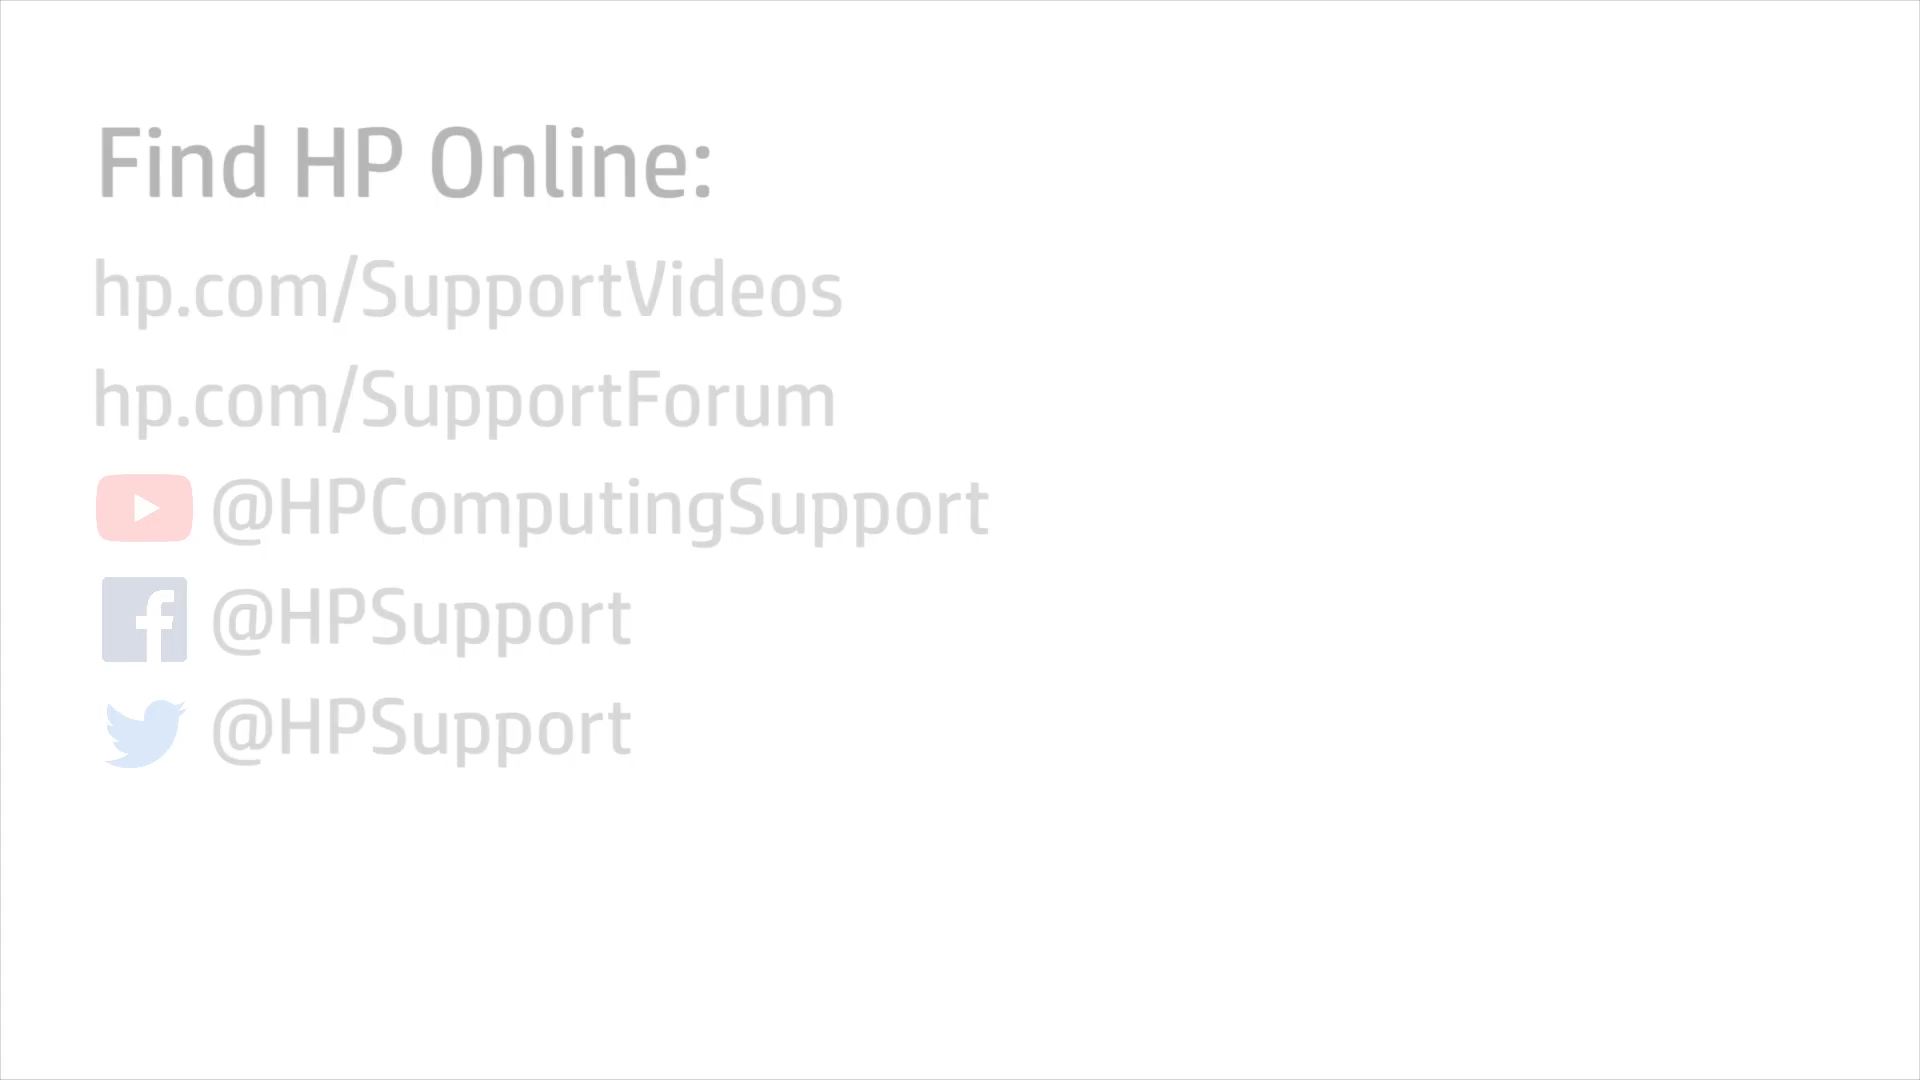 Find HP Online:
hp.com/SupportVideos
hp.com/SupportForum
@HPComputingSupport
@HPSupport
@HPSupport